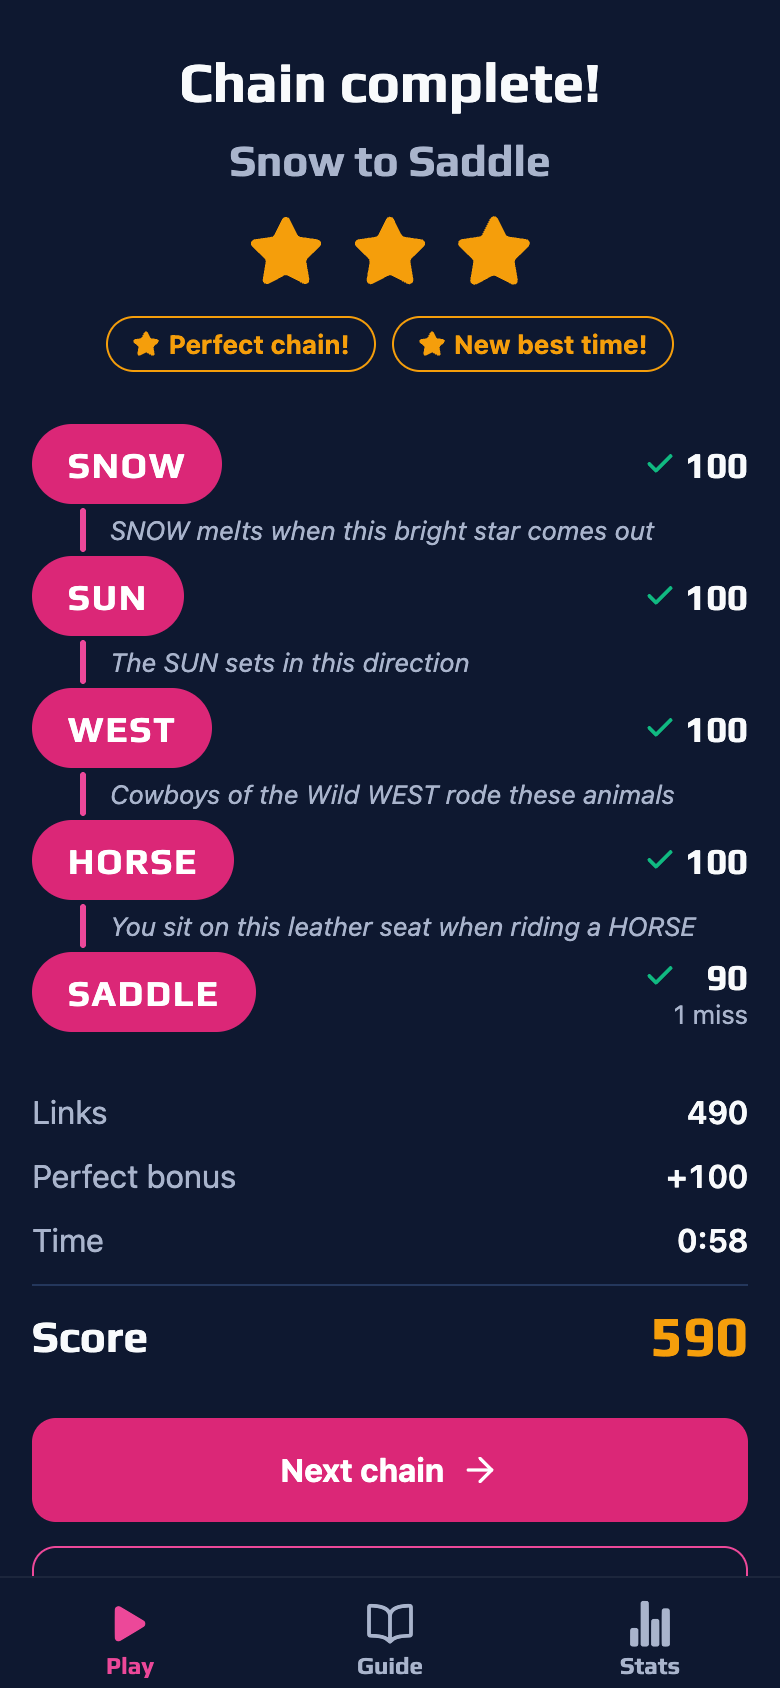 Chain complete!
Snow to Saddle
Perfect chain! New best time!
SNOW 100
SNOW melts when this bright star comes out
SUN 100
The SUN sets in this direction
WEST 100
Cowboys of the Wild WEST rode these animals
HORSE 100
You sit on this leather seat when riding a HORSE
SADDLE 90
1 miss
Links 490
Perfect bonus +100
Time 0:58
Score 590
Next chain →
Play Guide Stats